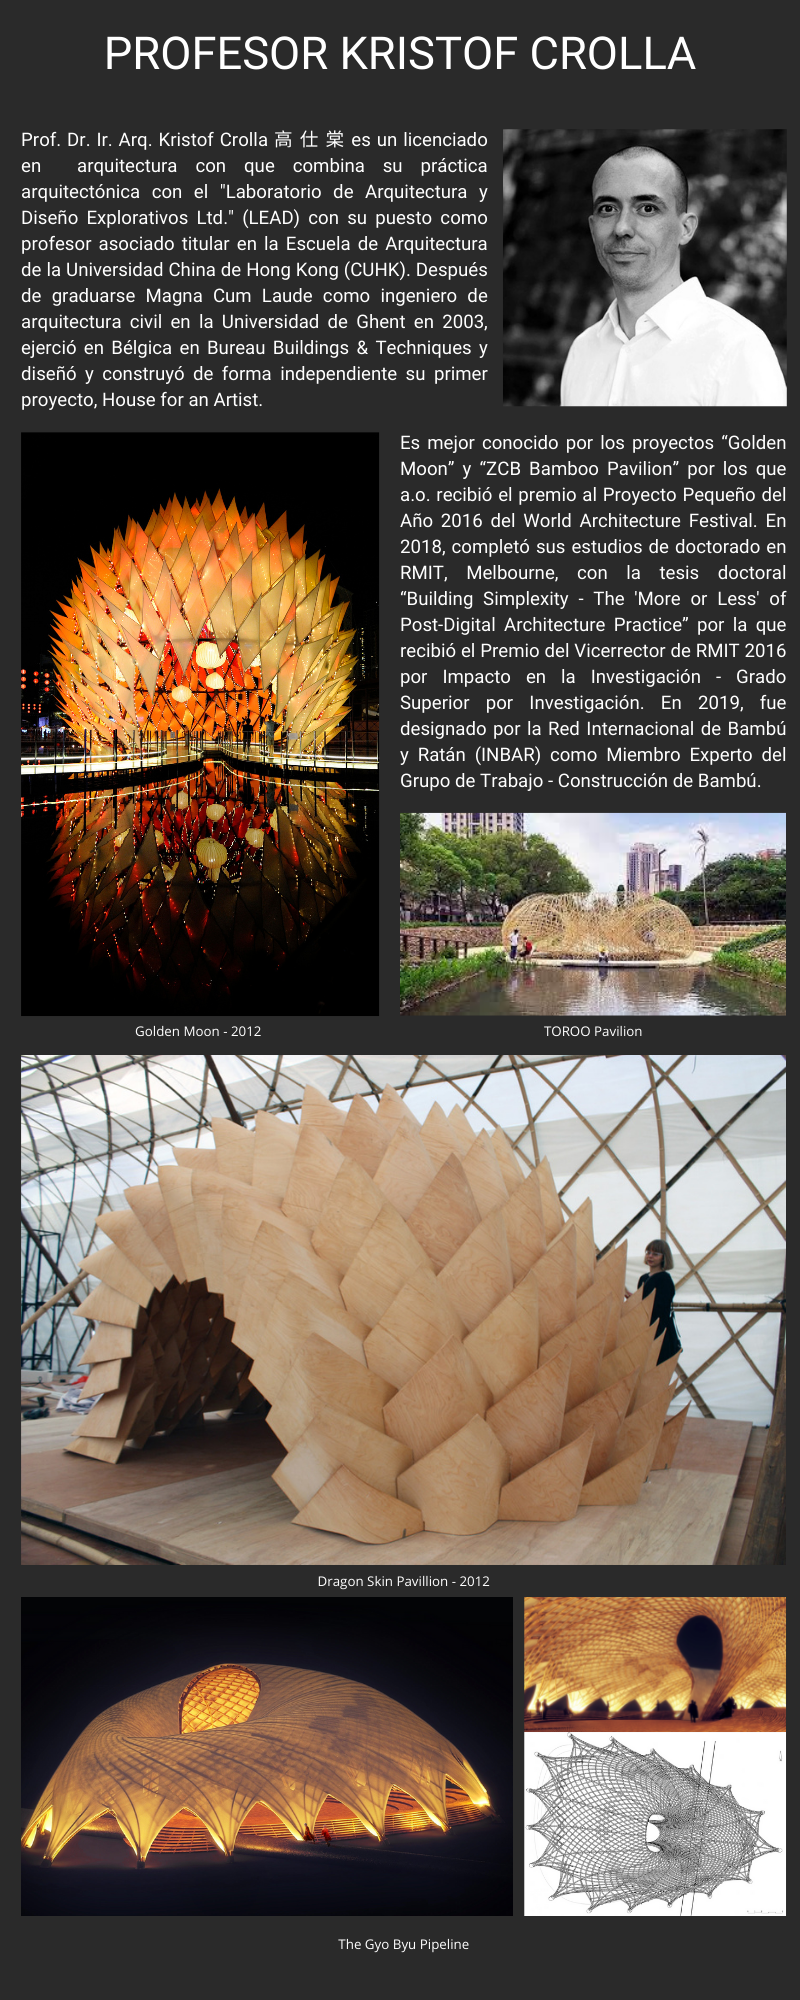 PROFESOR KRISTOF CROLLA
Prof. Dr. Ir. Arq. Kristof Crolla 高 仕 棠 es un licenciado
en arquitectura con que combina su práctica
arquitectónica con el "Laboratorio de Arquitectura y
Diseño Explorativos Ltd." (LEAD) con su puesto como
profesor asociado titular en la Escuela de Arquitectura
de la Universidad China de Hong Kong (CUHK). Después
de graduarse Magna Cum Laude como ingeniero de
arquitectura civil en la Universidad de Ghent en 2003,
ejerció en Bélgica en Bureau Buildings & Techniques y
diseñó y construyó de forma independiente su primer
proyecto, House for an Artist.
Es mejor conocido por los proyectos “Golden
Moon” y “ZCB Bamboo Pavilion” por los que
a.o. recibió el premio al Proyecto Pequeño del
Año 2016 del World Architecture Festival. En
2018, completó sus estudios de doctorado en
RMIT, Melbourne, con la tesis doctoral
“Building Simplexity - The 'More or Less' of
Post-Digital Architecture Practice” por la que
recibió el Premio del Vicerrector de RMIT 2016
por Impacto en la Investigación - Grado
Superior por Investigación. En 2019, fue
designado por la Red Internacional de Bambú
y Ratán (INBAR) como Miembro Experto del
Grupo de Trabajo - Construcción de Bambú.
Golden Moon - 2012
TOROO Pavilion
Dragon Skin Pavillion - 2012
The Gyo Byu Pipeline